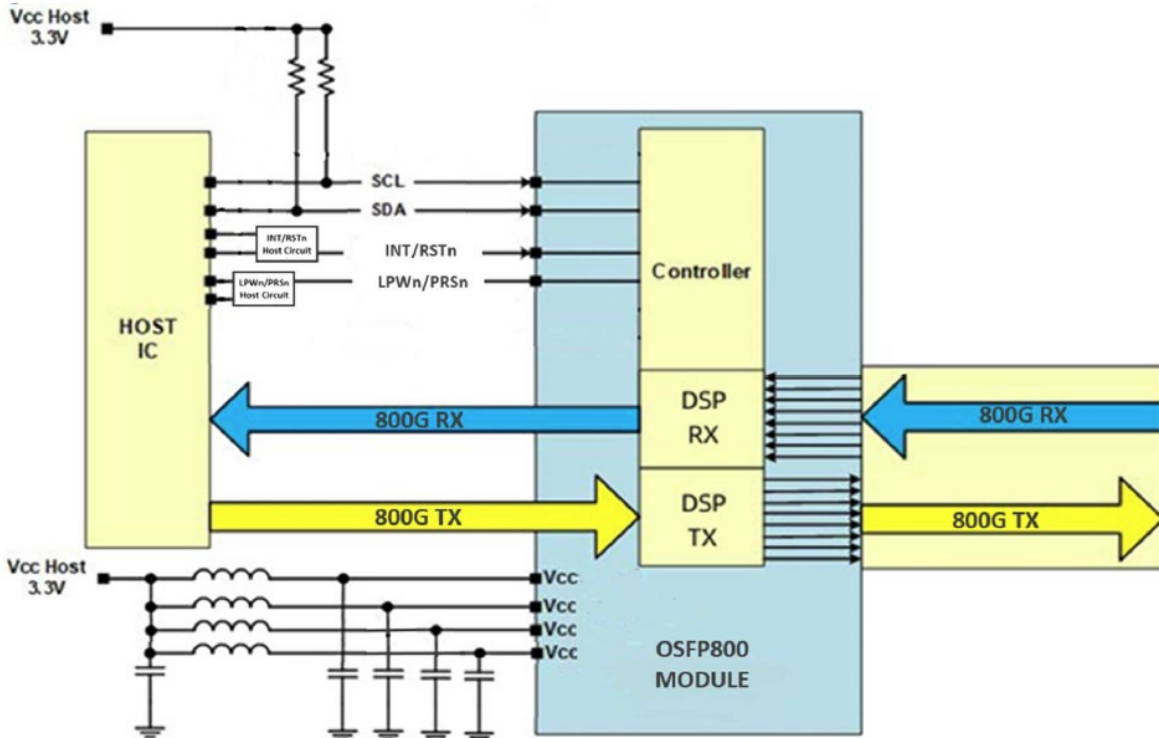 Vcc Host
3.3V
SCL
SDA
INT/RSTn
Host Circuit
INT/RSTn
LPWn/PRSn
Host Circuit
LPWn/PRSn
Controller
HOST
IC
800G RX
DSP
RX
800G RX
800G TX
DSP
TX
800G TX
Vcc Host
3.3V
Vcc
Vcc
Vcc
Vcc
OSFP800
MODULE